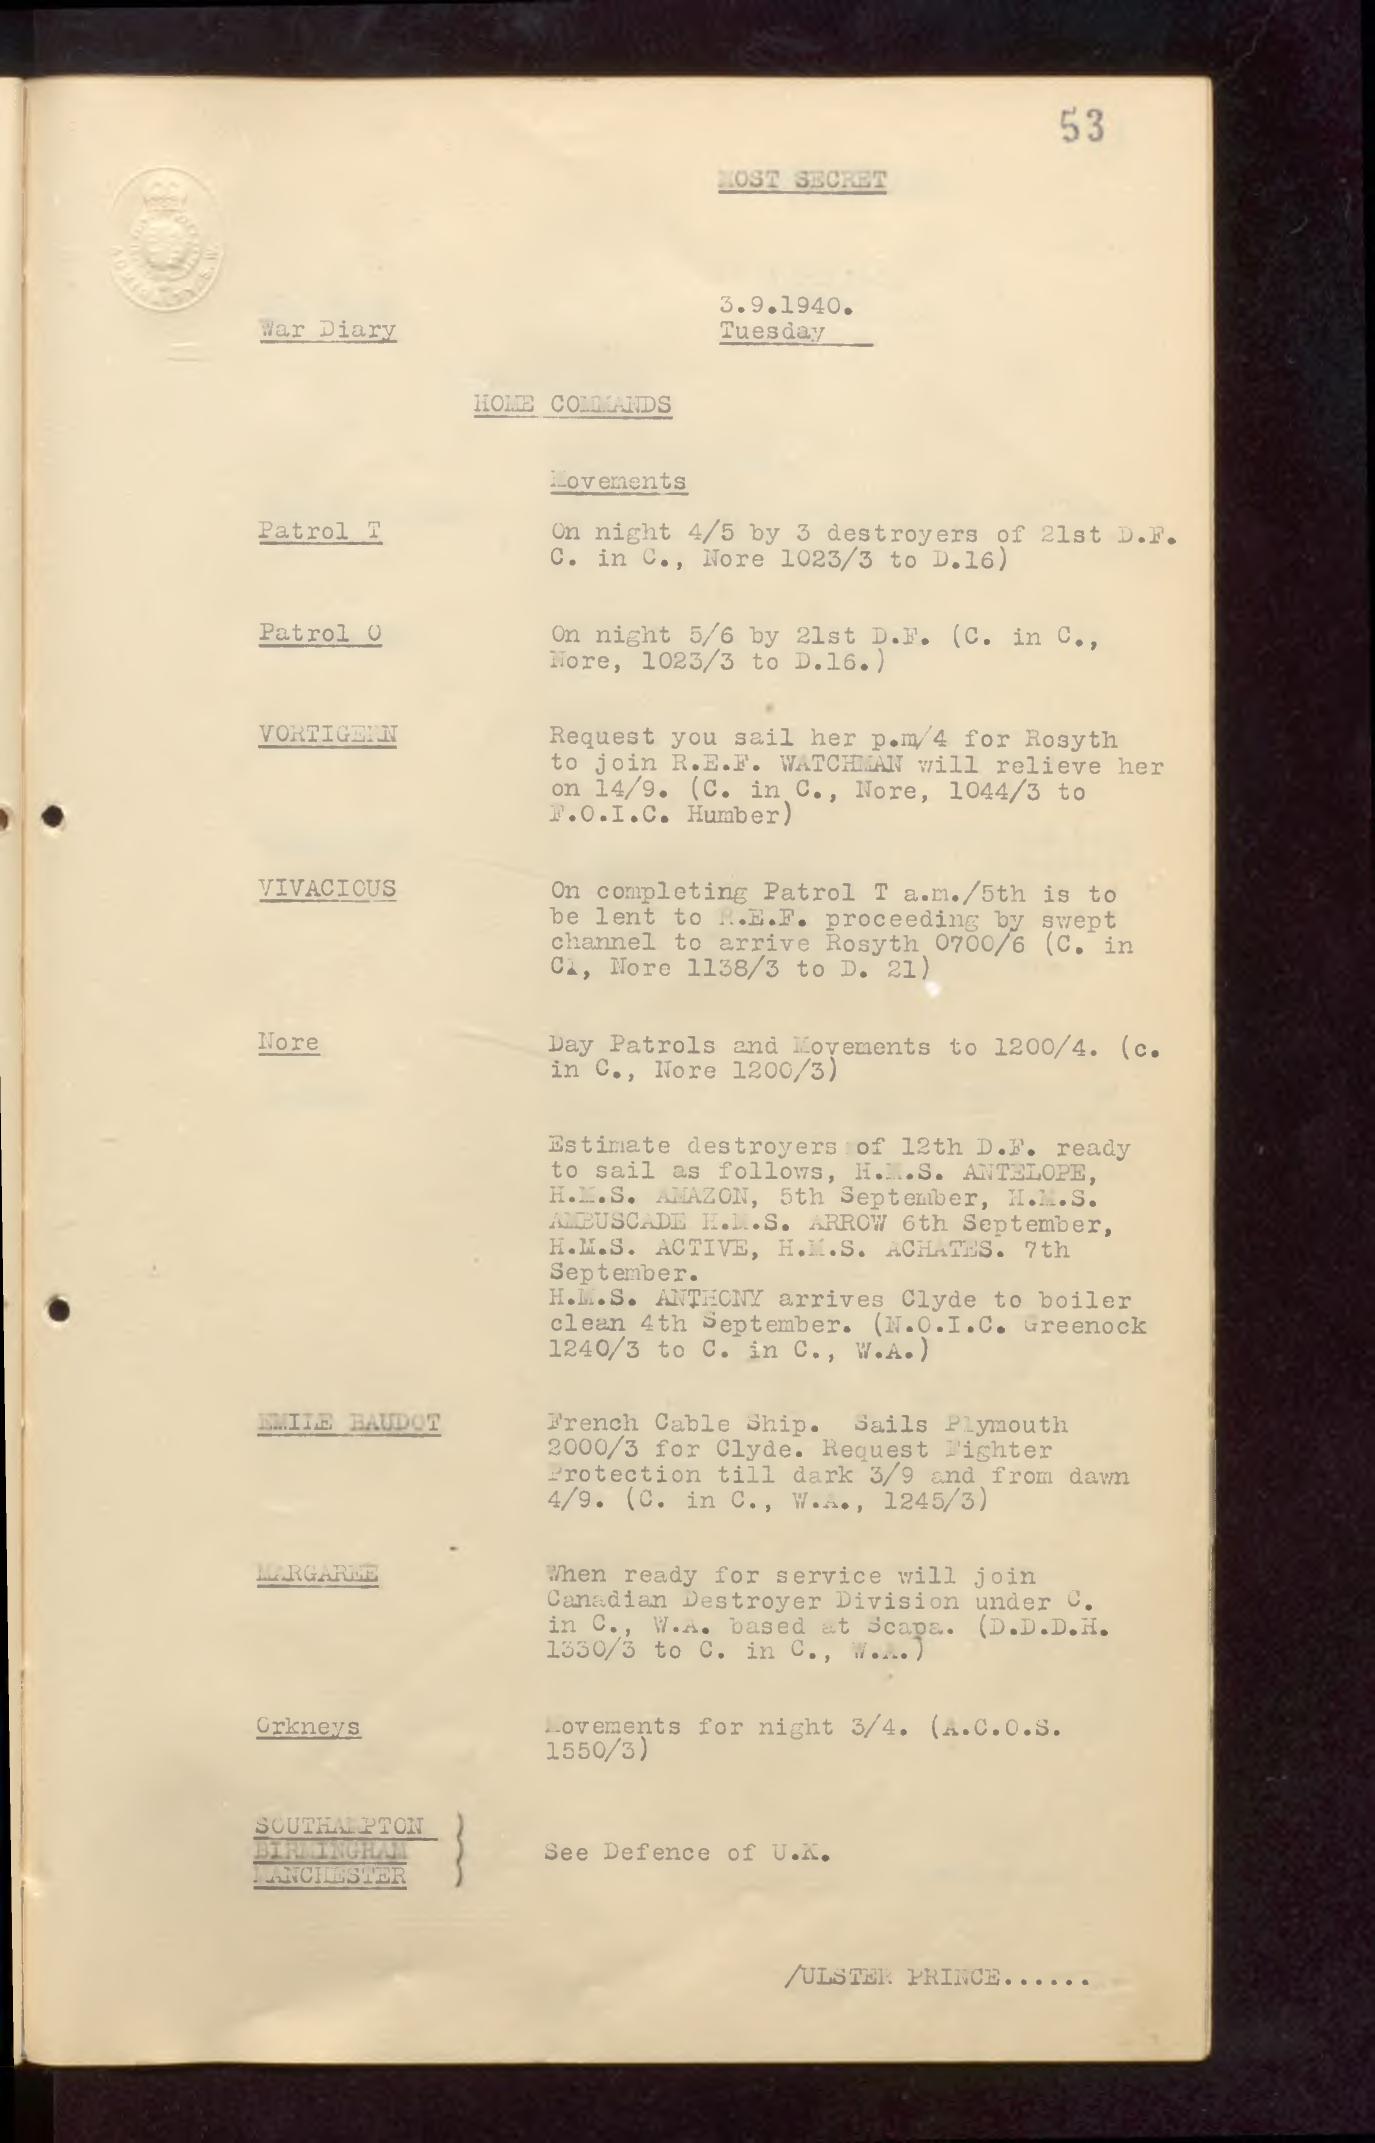 53
MOST SECRET
3.9.1940.
War Diary
Tuesday
HOME COMMANDS
Movements
Patrol T
On night 4/5 by 3 destroyers of 21st D.F.
C. in C., Nore 1023/3 to D.16)
Patrol O
On night 5/6 by 21st D.F. (C. in C.,
Nore, 1023/3 to D.16.)
VORTIGERN
Request you sail her p.m/4 for Rosyth
to join R.E.F. WATCHMAN will relieve her
on 14/9. (C. in C., Nore, 1044/3 to
F.O.I.C. Humber)
VIVACIOUS
On completing Patrol T a.m./5th is to
be lent to R.E.F. proceeding by swept
channel to arrive Rosyth 0700/6 (C. in
C., Nore 1138/3 to D. 21)
Nore
Day Patrols and Movements to 1200/4. (c.
in C., Nore 1200/3)
Estimate destroyers of 12th D.F. ready
to sail as follows, H.M.S. ANTELOPE,
H.M.S. AMAZON, 5th September, H.M.S.
AMBUSCADE H.M.S. ARROW 6th September,
H.M.S. ACTIVE, H.M.S. ACHATES. 7th
September.
H.M.S. ANTHONY arrives Clyde to boiler
clean 4th September. (N.O.I.C. Greenock
1240/3 to C. in C., W.A.)
EMILE BAUDOT
French Cable Ship. Sails Plymouth
2000/3 for Clyde. Request Fighter
Protection till dark 3/9 and from dawn
4/9. (C. in C., W.A., 1245/3)
MARGAREE
When ready for service will join
Canadian Destroyer Division under C.
in C., W.A. based at Scapa. (D.D.D.H.
1330/3 to C. in C., W.A.)
Orkneys
Movements for night 3/4. (A.C.O.S.
1550/3)
SOUTHAMPTON
BIRMINGHAM
MANCHESTER
See Defence of U.K.
/ULSTER PRINCE......